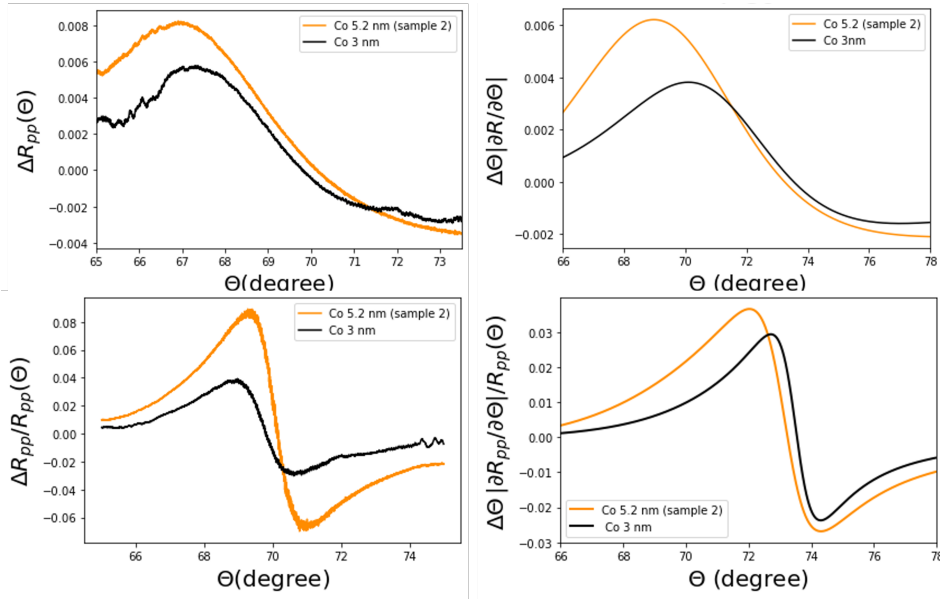 ΔR_pp(Θ)
0.008
0.006
0.004
0.002
0.000
−0.002
−0.004
Co 5.2 nm (sample 2)
Co 3 nm
65 66 67 68 69 70 71 72 73
Θ(degree)
ΔΘ|∂R/∂Θ|
0.006
0.004
0.002
0.000
−0.002
Co 5.2 (sample 2)
Co 3nm
66 68 70 72 74 76 78
Θ (degree)
ΔR_pp/R_pp(Θ)
0.08
0.06
0.04
0.02
0.00
−0.02
−0.04
−0.06
Co 5.2 nm (sample 2)
Co 3 nm
66 68 70 72 74
Θ(degree)
ΔΘ |∂R_pp/∂Θ|/R_pp(Θ)
0.03
0.02
0.01
0.00
−0.01
−0.02
−0.03
Co 5.2 nm (sample 2)
Co 3 nm
66 68 70 72 74 76 78
Θ (degree)